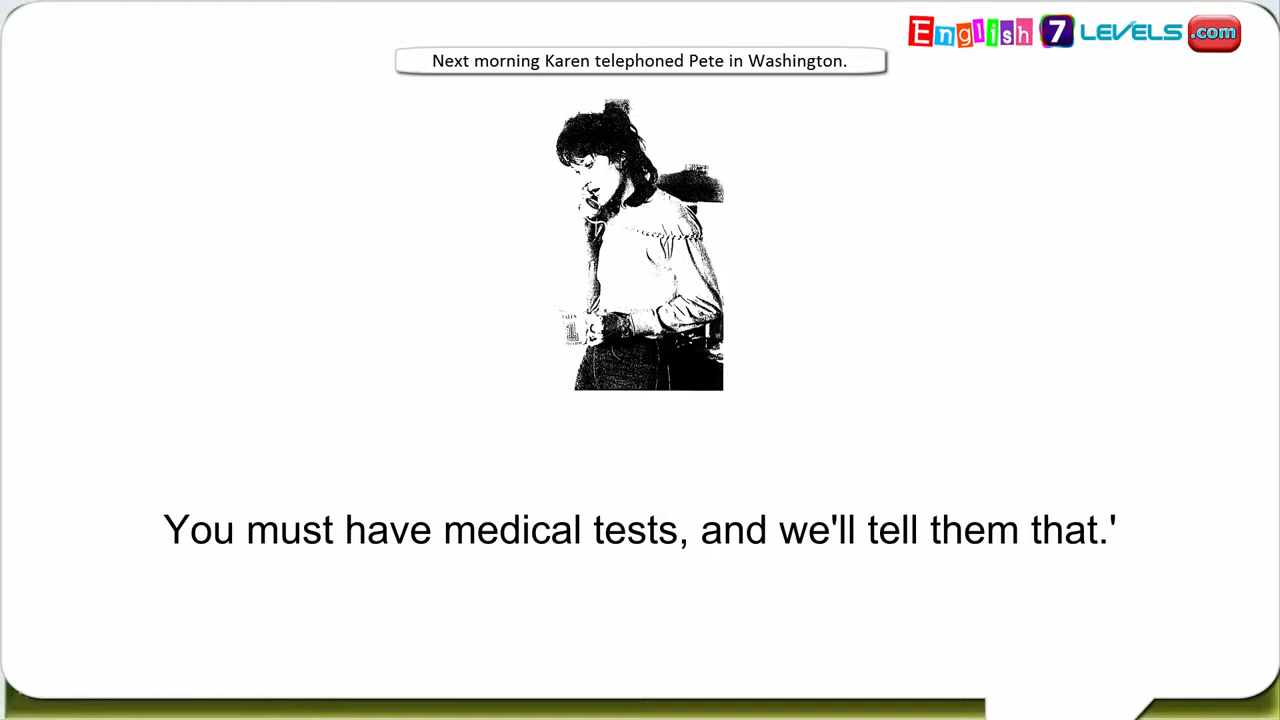 English 7 LEVELS .com
Next morning Karen telephoned Pete in Washington.
You must have medical tests, and we'll tell them that.'